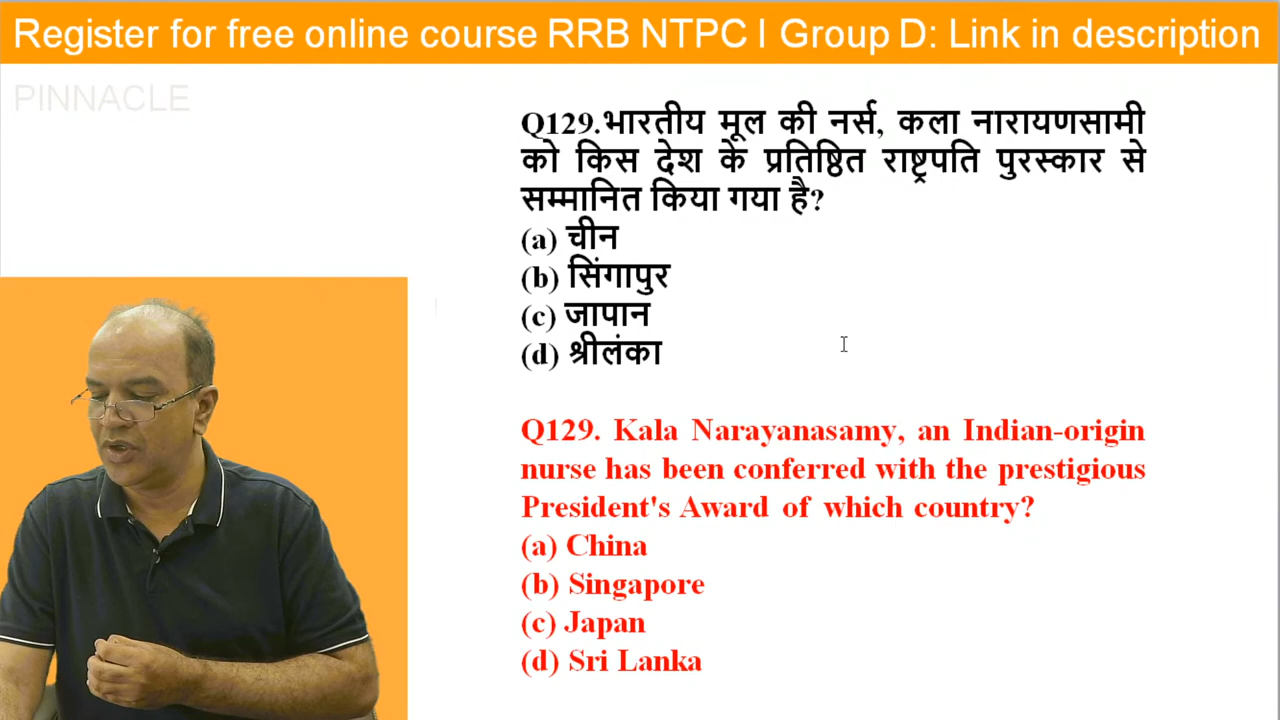 Register for free online course RRB NTPC I Group D: Link in description
PINNACLE
Q129.भारतीय मूल की नर्स, कला नारायणसामी
को किस देश के प्रतिष्ठित राष्ट्रपति पुरस्कार से
सम्मानित किया गया है?
(a) चीन
(b) सिंगापुर
(c) जापान
(d) श्रीलंका
Q129. Kala Narayanasamy, an Indian-origin
nurse has been conferred with the prestigious
President's Award of which country?
(a) China
(b) Singapore
(c) Japan
(d) Sri Lanka